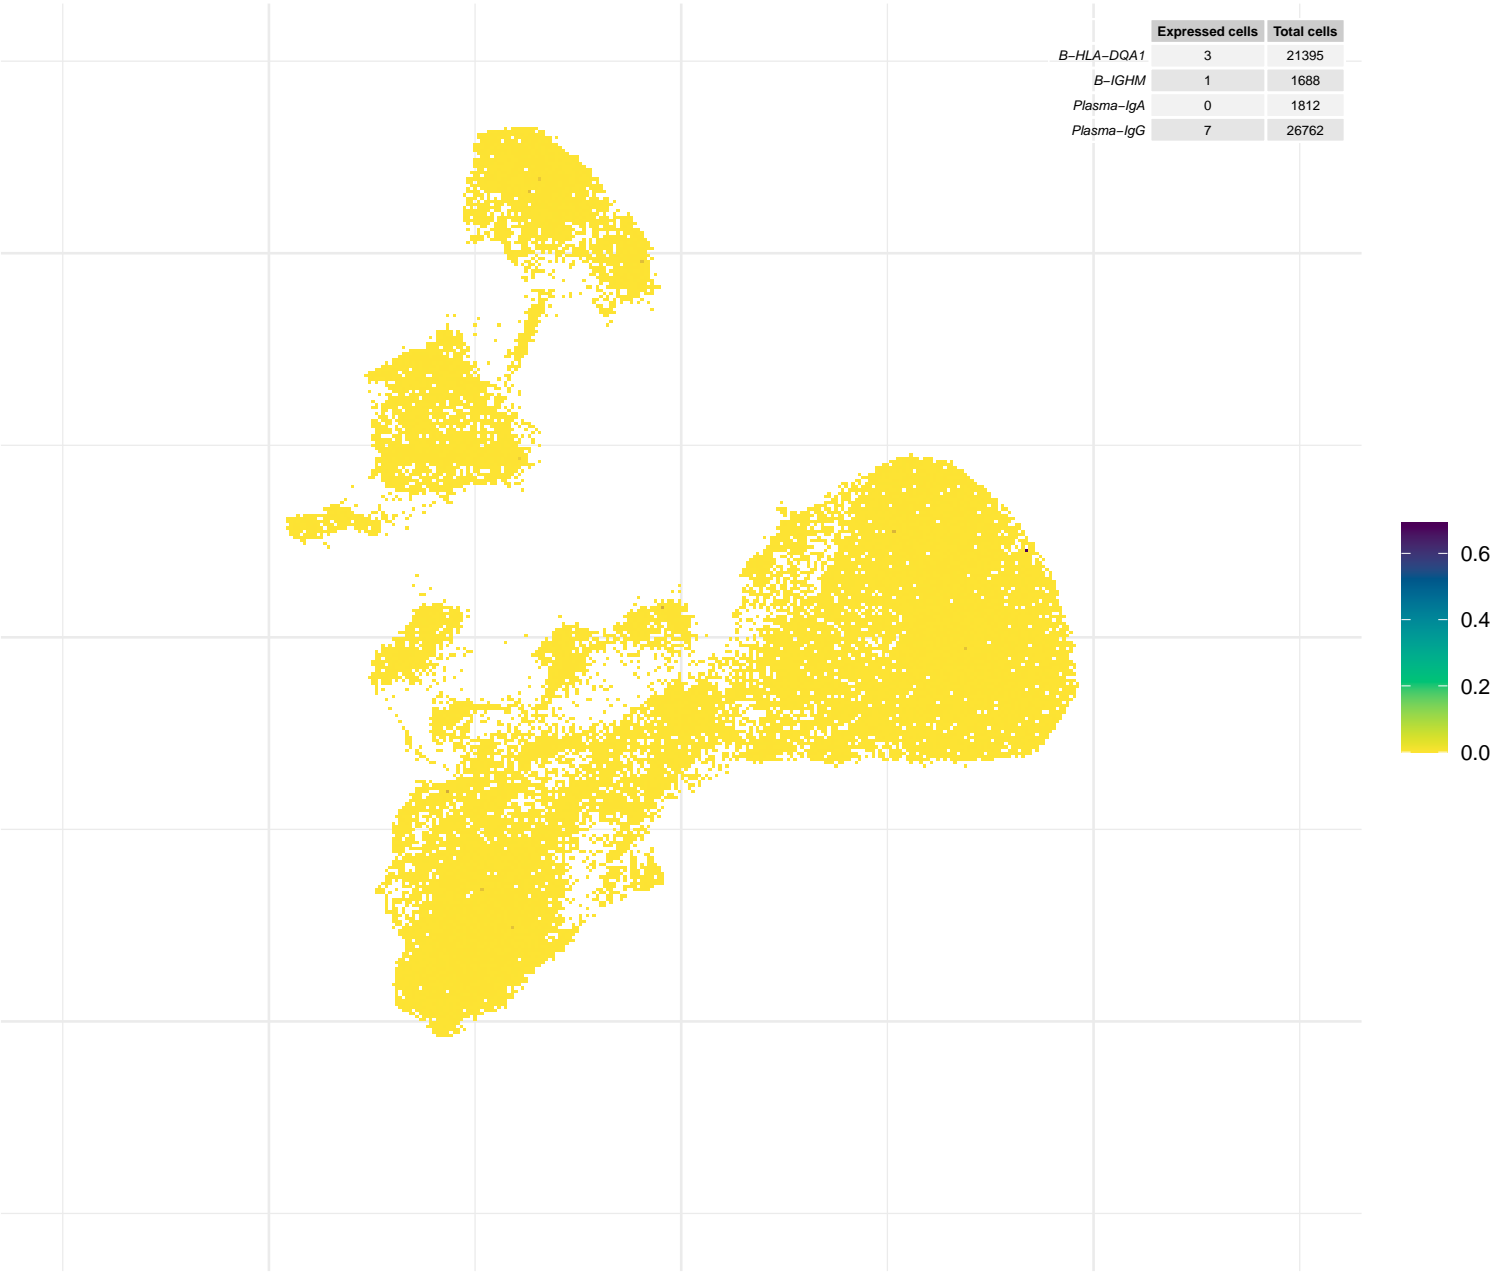 Expressed cells Total cells
B−HLA−DQA1 3 21395
B−IGHM 1 1688
Plasma−IgA 0 1812
Plasma−IgG 7 26762
0.6
0.4
0.2
0.0